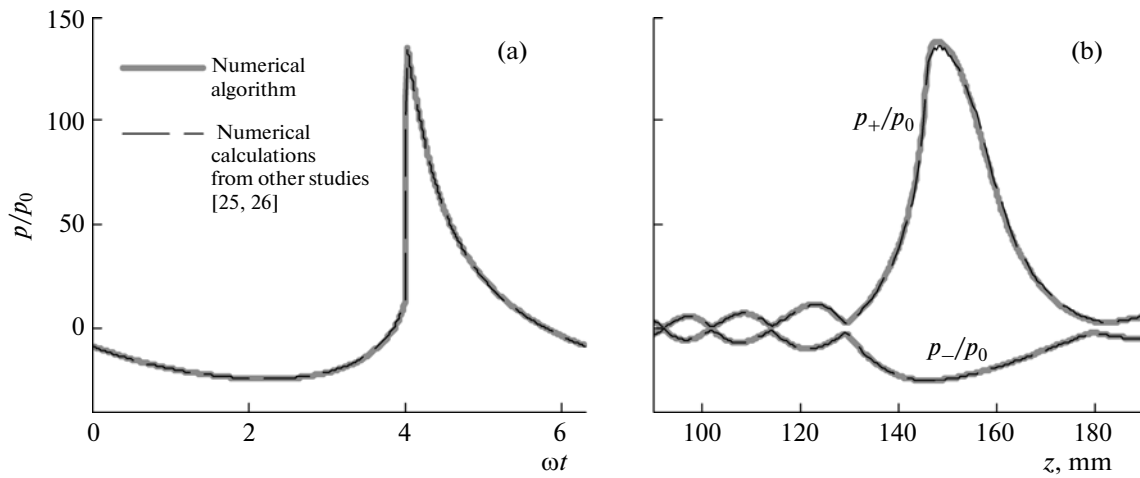 150
100
50
0
p/p0
Numerical
algorithm
Numerical
calculations
from other studies
[25, 26]
(a)
0
2
4
6
ωt
(b)
p+/p0
p−/p0
100
120
140
160
180
z, mm